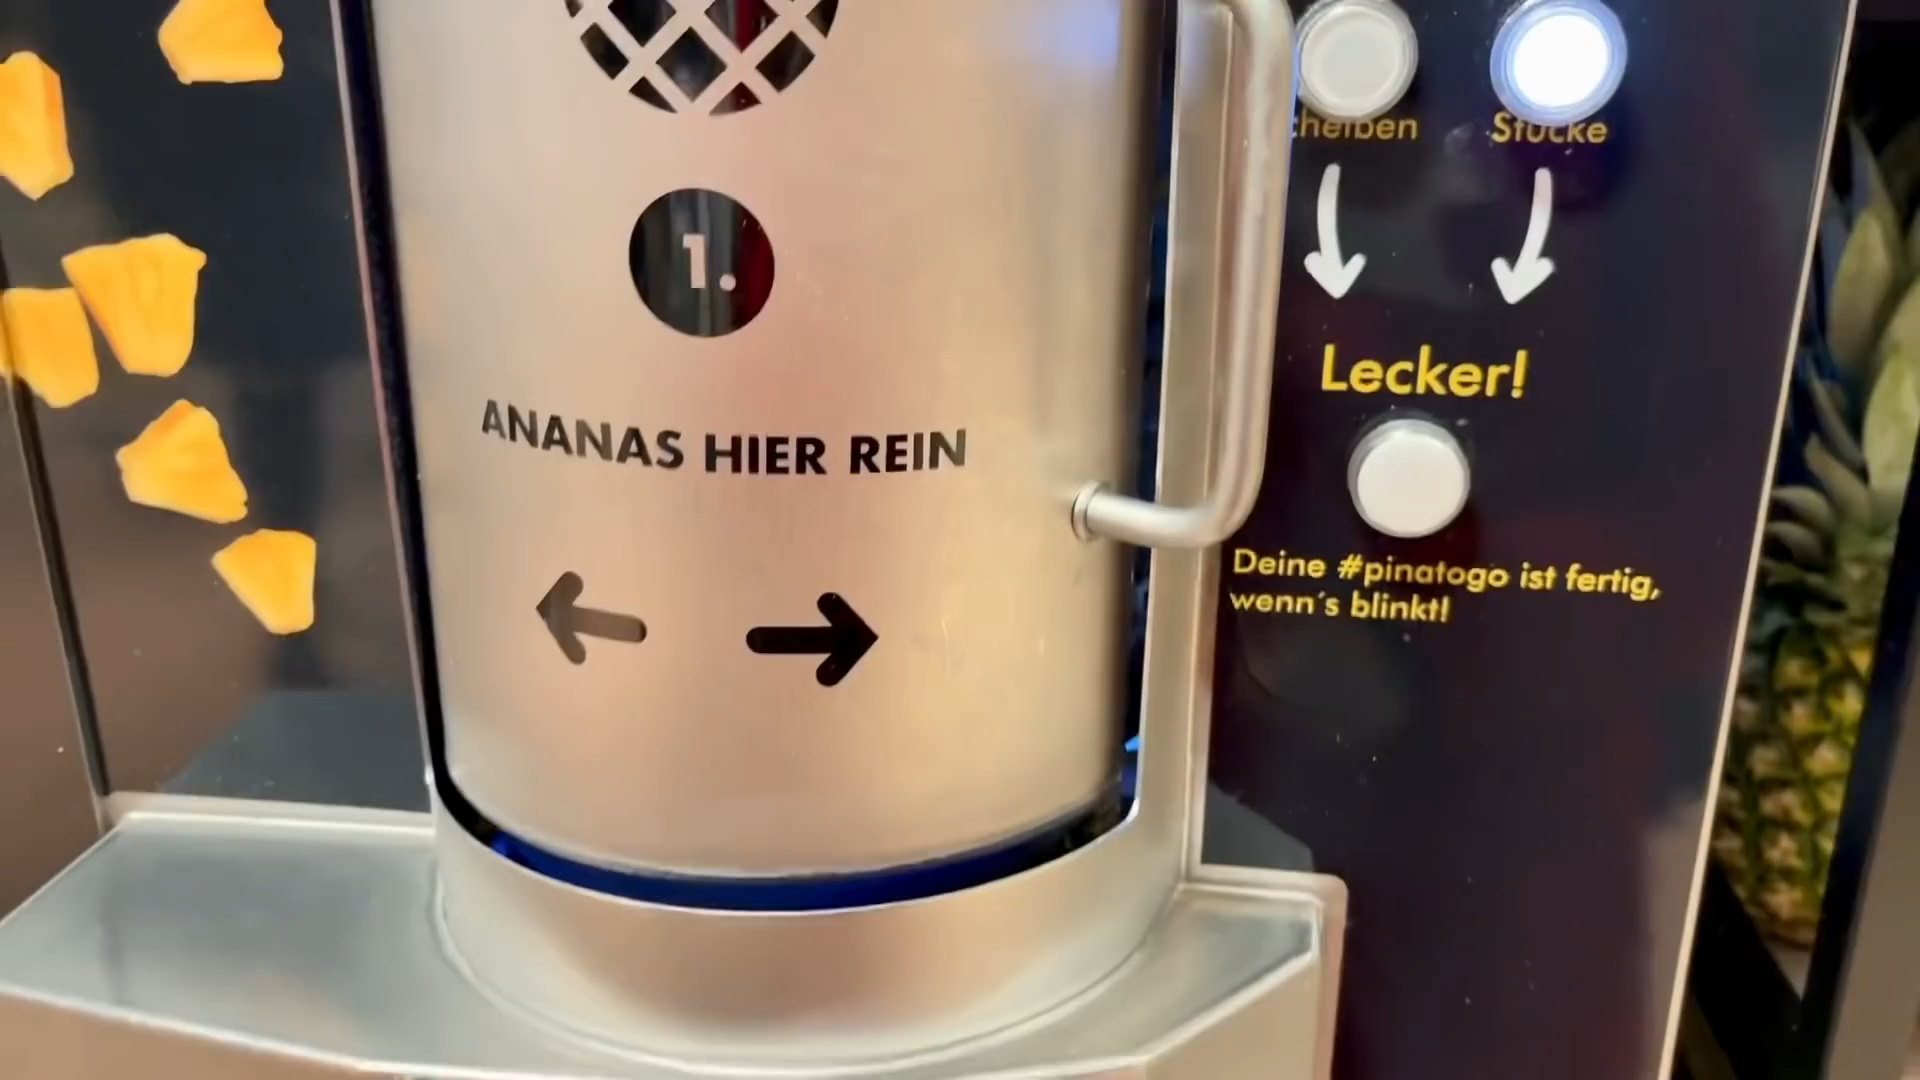 Stücke
1.
Lecker!
ANANAS HIER REIN
Deine #pinatogo ist fertig,
wenn´s blinkt!